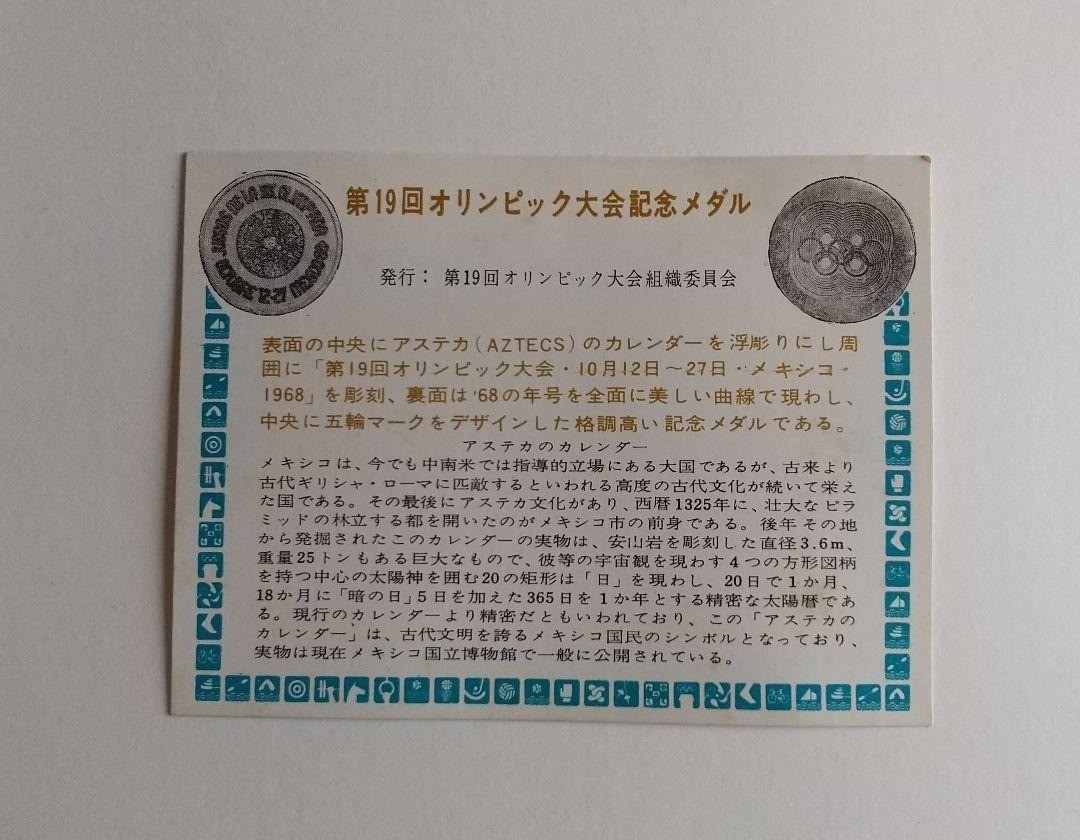 第19回オリンピック大会記念メダル
発行： 第19回オリンピック大会組織委員会
表面の中央にアステカ(AZTECS)のカレンダーを浮彫りにし周
囲に「第19回オリンピック大会・10月12日〜27日・メキシコ・
1968」を彫刻、裏面は'68の年号を全面に美しい曲線で現わし、
中央に五輪マークをデザインした格調高い記念メダルである。
アステカのカレンダー
メキシコは、今でも中南米では指導的立場にある大国であるが、古来より
古代ギリシャ・ローマに匹敵するといわれる高度の古代文化が続いて栄え
た国である。その最後にアステカ文化があり、西暦1325年に、壮大なピラ
ミッドの林立する都を開いたのがメキシコ市の前身である。後年その地
から発掘されたこのカレンダーの実物は、安山岩を彫刻した直径3.6m、
重量25トンもある巨大なもので、彼等の宇宙観を現わす4つの方形図柄
を持つ中心の太陽神を囲む20の矩形は「日」を現わし、20日で1か月、
18か月に「暗の日」5日を加えた365日を1か年とする精密な太陽暦であ
る。現行のカレンダーより精密だともいわれており、この「アステカの
カレンダー」は、古代文明を誇るメキシコ国民のシンボルとなっており、
実物は現在メキシコ国立博物館で一般に公開されている。